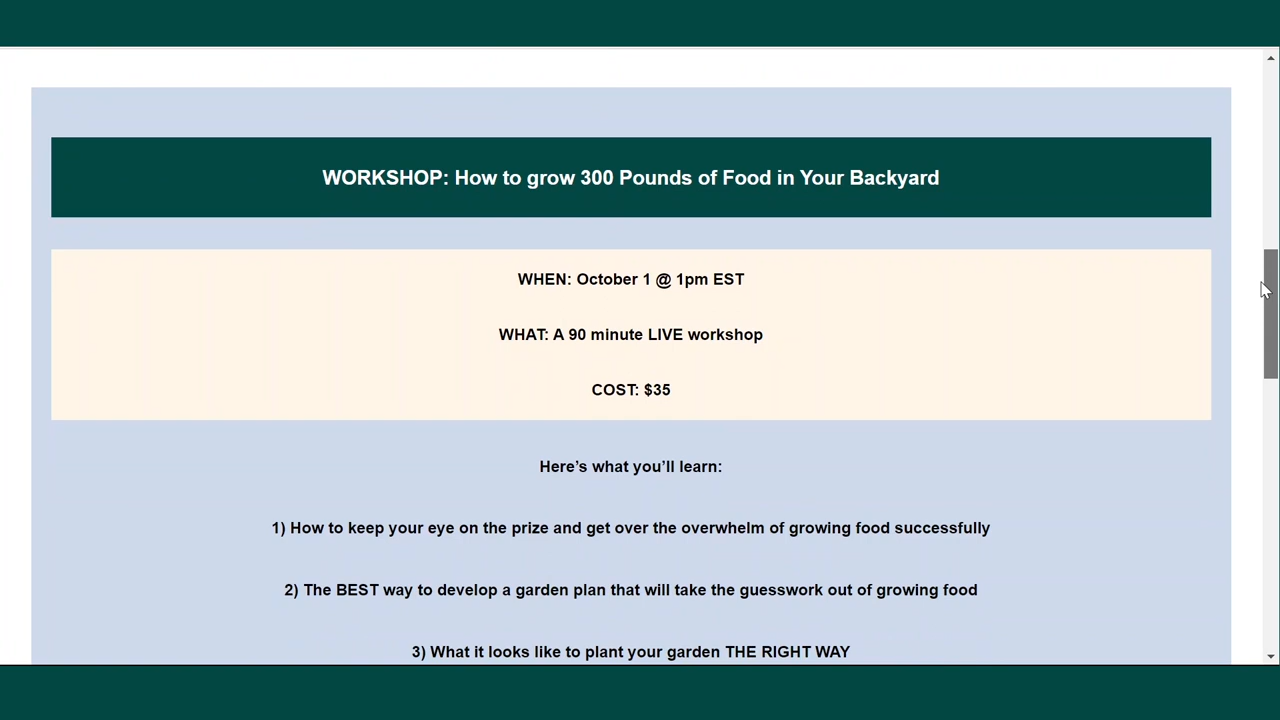 WORKSHOP: How to grow 300 Pounds of Food in Your Backyard
WHEN: October 1 @ 1pm EST
WHAT: A 90 minute LIVE workshop
COST: $35
Here’s what you’ll learn:
1) How to keep your eye on the prize and get over the overwhelm of growing food successfully
2) The BEST way to develop a garden plan that will take the guesswork out of growing food
3) What it looks like to plant your garden THE RIGHT WAY